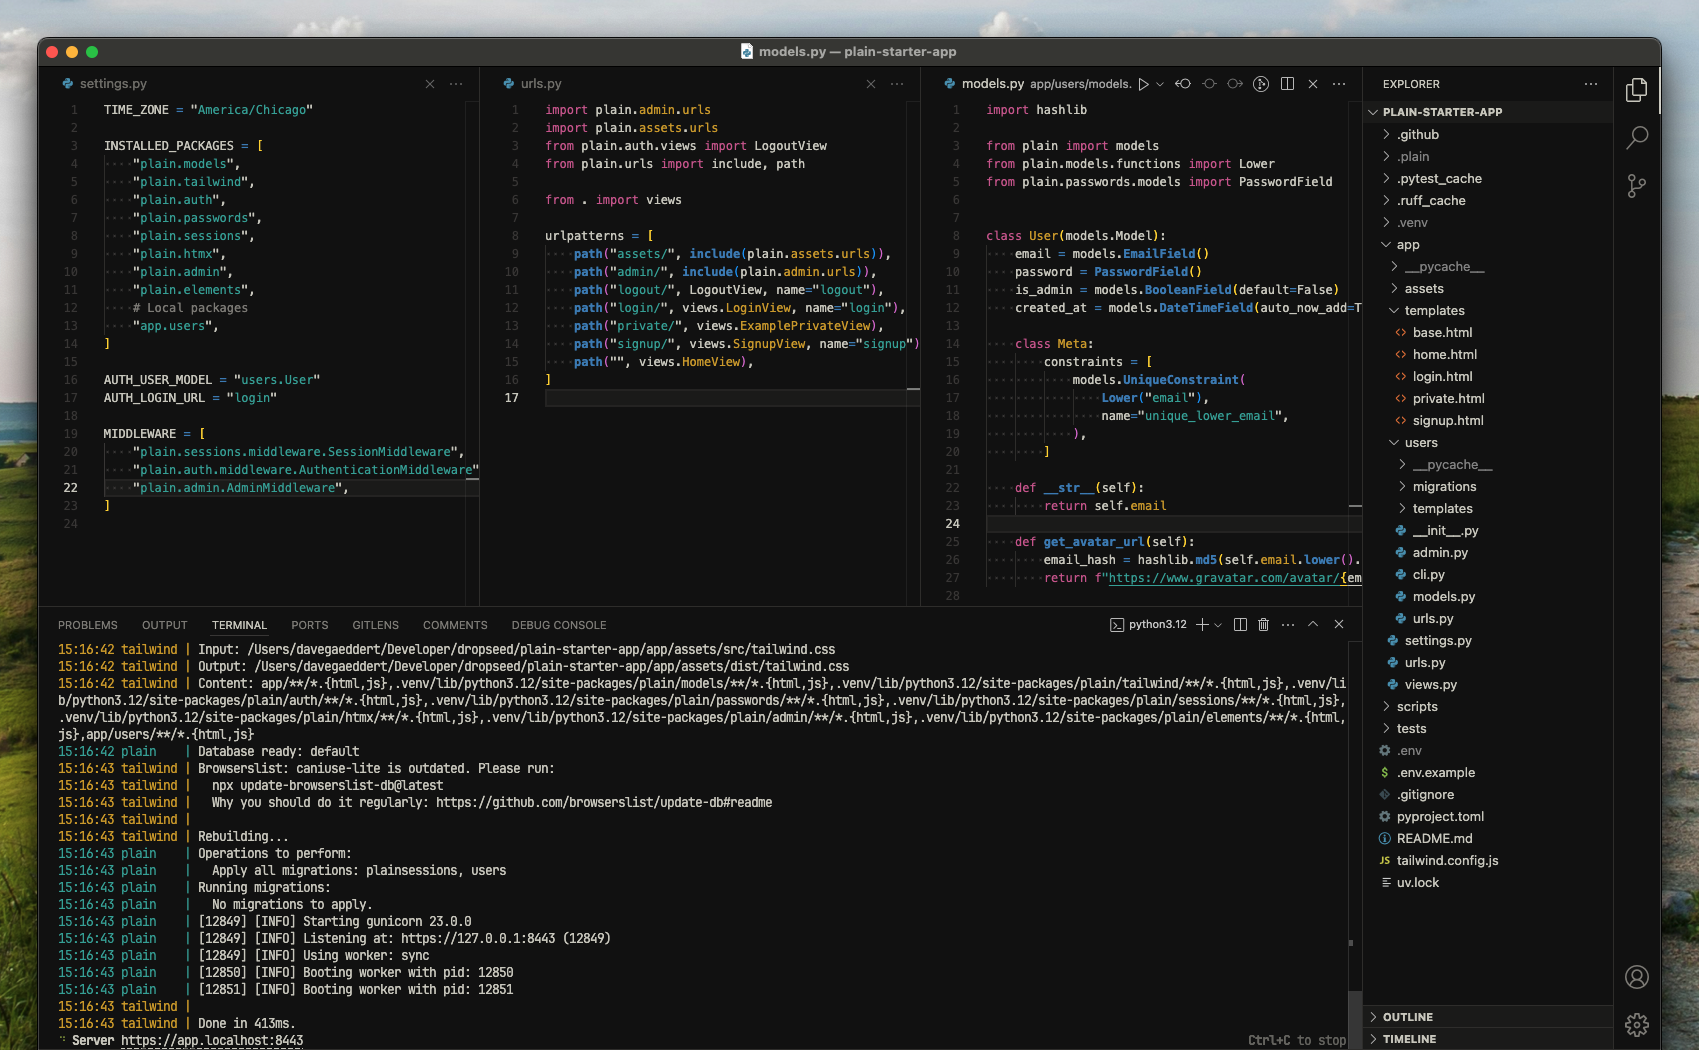 models.py — plain-starter-app
settings.py
1 TIME_ZONE = "America/Chicago"
2
3 INSTALLED_PACKAGES = [
4 "plain.models",
5 "plain.tailwind",
6 "plain.auth",
7 "plain.passwords",
8 "plain.sessions",
9 "plain.htmx",
10 "plain.admin",
11 "plain.elements",
12 # Local packages
13 "app.users",
14 ]
15
16 AUTH_USER_MODEL = "users.User"
17 AUTH_LOGIN_URL = "login"
18
19 MIDDLEWARE = [
20 "plain.sessions.middleware.SessionMiddleware",
21 "plain.auth.middleware.AuthenticationMiddleware"
22 "plain.admin.AdminMiddleware",
23 ]
24
urls.py
1 import plain.admin.urls
2 import plain.assets.urls
3 from plain.auth.views import LogoutView
4 from plain.urls import include, path
5
6 from . import views
7
8 urlpatterns = [
9 path("assets/", include(plain.assets.urls)),
10 path("admin/", include(plain.admin.urls)),
11 path("logout/", LogoutView, name="logout"),
12 path("login/", views.LoginView, name="login"),
13 path("private/", views.ExamplePrivateView),
14 path("signup/", views.SignupView, name="signup")
15 path("", views.HomeView),
16 ]
17
models.py app/users/models.
1 import hashlib
2
3 from plain import models
4 from plain.models.functions import Lower
5 from plain.passwords.models import PasswordField
6
7
8 class User(models.Model):
9 email = models.EmailField()
10 password = PasswordField()
11 is_admin = models.BooleanField(default=False)
12 created_at = models.DateTimeField(auto_now_add=T
13
14 class Meta:
15 constraints = [
16 models.UniqueConstraint(
17 Lower("email"),
18 name="unique_lower_email",
19 ),
20 ]
21
22 def __str__(self):
23 return self.email
24
25 def get_avatar_url(self):
26 email_hash = hashlib.md5(self.email.lower().
27 return f"https://www.gravatar.com/avatar/{em
28
PROBLEMS OUTPUT TERMINAL PORTS GITLENS COMMENTS DEBUG CONSOLE
python3.12
15:16:42 tailwind | Input: /Users/davegaeddert/Developer/dropseed/plain-starter-app/app/assets/src/tailwind.css
15:16:42 tailwind | Output: /Users/davegaeddert/Developer/dropseed/plain-starter-app/app/assets/dist/tailwind.css
15:16:42 tailwind | Content: app/**/*.{html,js},.venv/lib/python3.12/site-packages/plain/models/**/*.{html,js},.venv/lib/python3.12/site-packages/plain/tailwind/**/*.{html,js},.venv/li
b/python3.12/site-packages/plain/auth/**/*.{html,js},.venv/lib/python3.12/site-packages/plain/passwords/**/*.{html,js},.venv/lib/python3.12/site-packages/plain/sessions/**/*.{html,js},
.venv/lib/python3.12/site-packages/plain/htmx/**/*.{html,js},.venv/lib/python3.12/site-packages/plain/admin/**/*.{html,js},.venv/lib/python3.12/site-packages/plain/elements/**/*.{html,
js},app/users/**/*.{html,js}
15:16:42 plain | Database ready: default
15:16:43 tailwind | Browserslist: caniuse-lite is outdated. Please run:
15:16:43 tailwind | npx update-browserslist-db@latest
15:16:43 tailwind | Why you should do it regularly: https://github.com/browserslist/update-db#readme
15:16:43 tailwind |
15:16:43 tailwind | Rebuilding...
15:16:43 plain | Operations to perform:
15:16:43 plain | Apply all migrations: plainsessions, users
15:16:43 plain | Running migrations:
15:16:43 plain | No migrations to apply.
15:16:43 plain | [12849] [INFO] Starting gunicorn 23.0.0
15:16:43 plain | [12849] [INFO] Listening at: https://127.0.0.1:8443 (12849)
15:16:43 plain | [12849] [INFO] Using worker: sync
15:16:43 plain | [12850] [INFO] Booting worker with pid: 12850
15:16:43 plain | [12851] [INFO] Booting worker with pid: 12851
15:16:43 tailwind |
15:16:43 tailwind | Done in 413ms.
Server https://app.localhost:8443
Ctrl+C to stop
EXPLORER
PLAIN-STARTER-APP
.github
.plain
.pytest_cache
.ruff_cache
.venv
app
__pycache__
assets
templates
base.html
home.html
login.html
private.html
signup.html
users
__pycache__
migrations
templates
__init__.py
admin.py
cli.py
models.py
urls.py
settings.py
urls.py
views.py
scripts
tests
.env
.env.example
.gitignore
pyproject.toml
README.md
JS tailwind.config.js
uv.lock
OUTLINE
TIMELINE